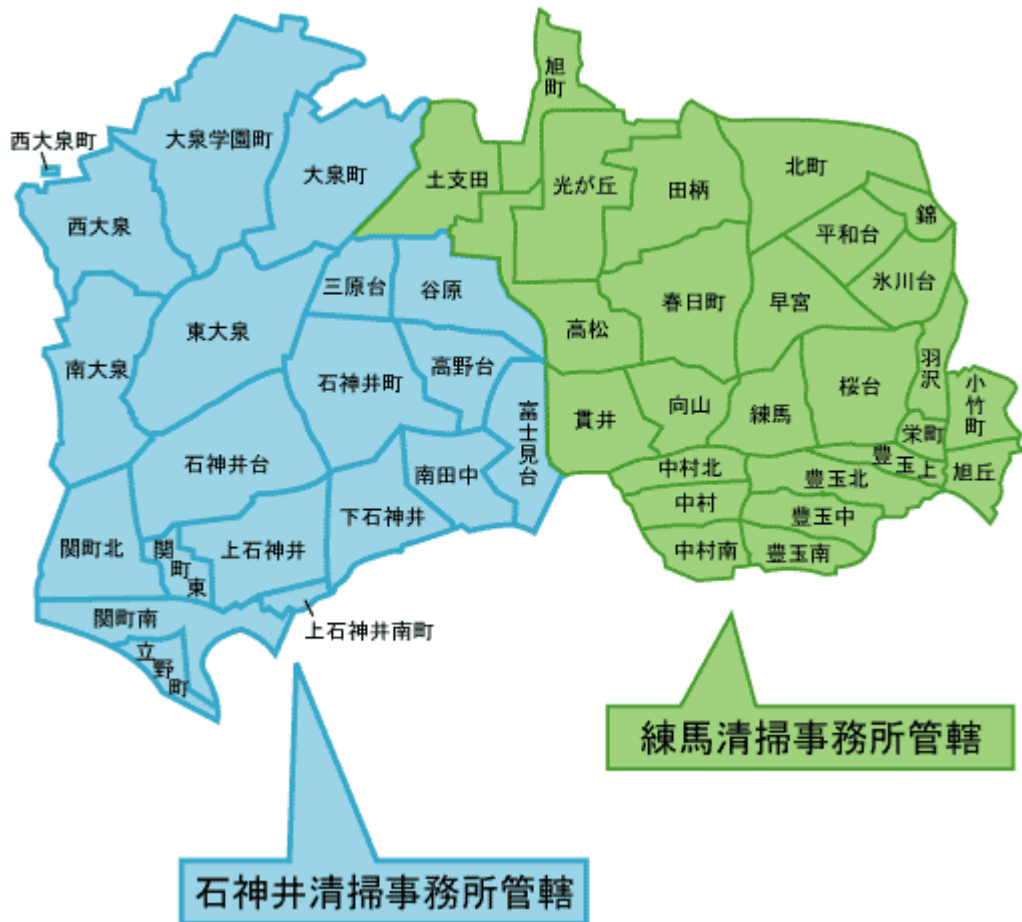 旭町
西大泉町
大泉学園町
大泉町
土支田
光が丘
田柄
北町
西大泉
平和台
錦
三原台
谷原
氷川台
東大泉
高松
春日町
早宮
南大泉
石神井町
高野台
羽沢
桜台
小竹町
富士見台
貫井
向山
練馬
栄町
石神井台
南田中
中村北
豊玉北
豊玉上
旭丘
下石神井
中村
豊玉中
関町北
関町東
上石神井
中村南
豊玉南
関町南
上石神井南町
立野町
練馬清掃事務所管轄
石神井清掃事務所管轄